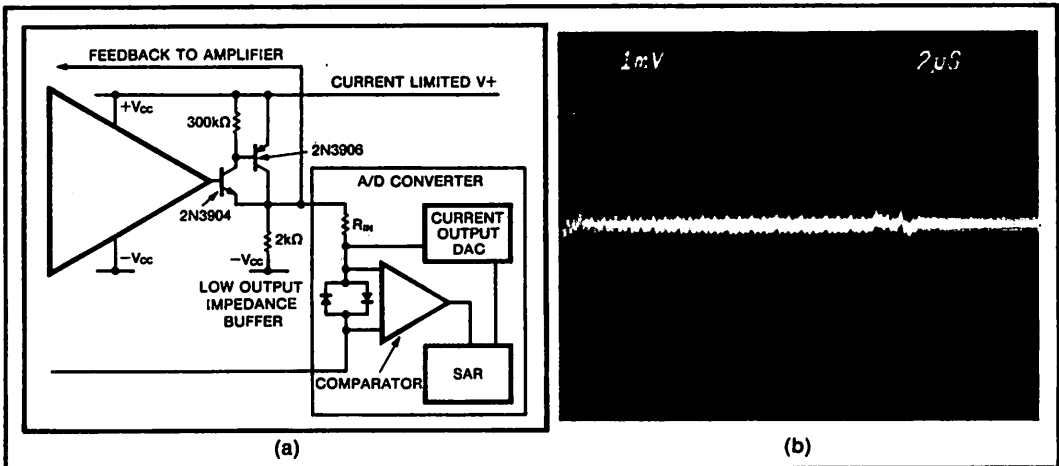 FEEDBACK TO AMPLIFIER
CURRENT LIMITED V+
+VCC
300kΩ
2N3906
2N3904
A/D CONVERTER
RIN
CURRENT
OUTPUT
DAC
2kΩ
-VCC
-VCC
LOW OUTPUT
IMPEDANCE
BUFFER
COMPARATOR
SAR
(a)
1mV
2µS
(b)